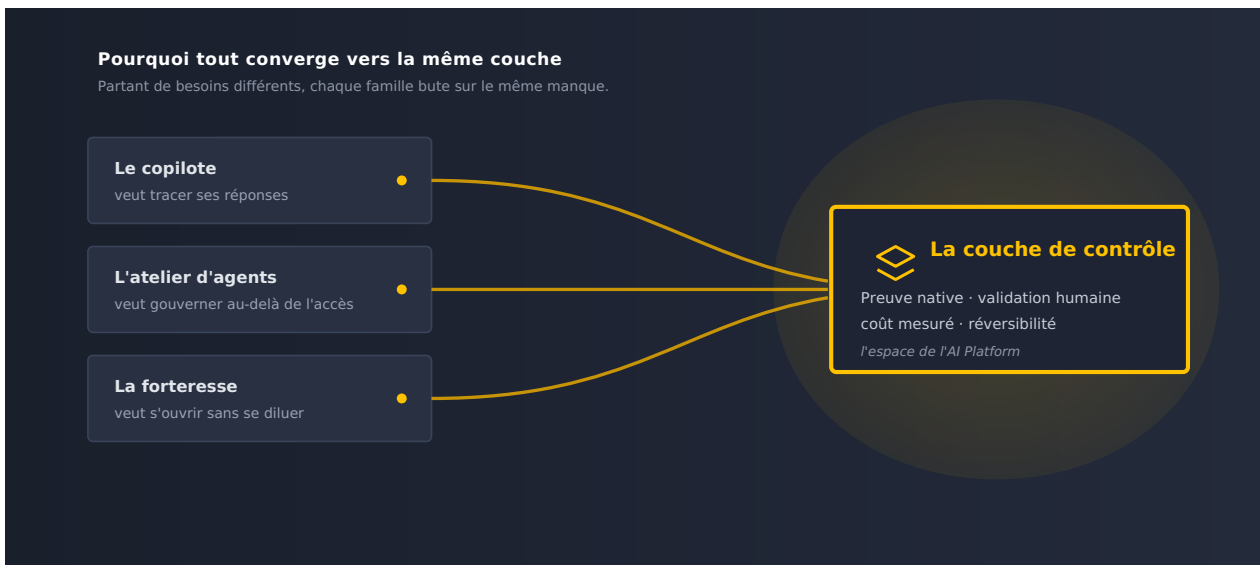 Pourquoi tout converge vers la même couche
Partant de besoins différents, chaque famille bute sur le même manque.
Le copilote
veut tracer ses réponses
L'atelier d'agents
veut gouverner au-delà de l'accès
La forteresse
veut s'ouvrir sans se diluer
La couche de contrôle
Preuve native · validation humaine
coût mesuré · réversibilité
l'espace de l'AI Platform